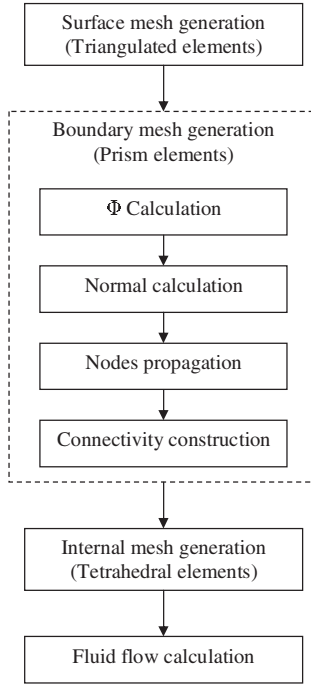 Surface mesh generation
(Triangulated elements)
Boundary mesh generation
(Prism elements)
Φ Calculation
Normal calculation
Nodes propagation
Connectivity construction
Internal mesh generation
(Tetrahedral elements)
Fluid flow calculation